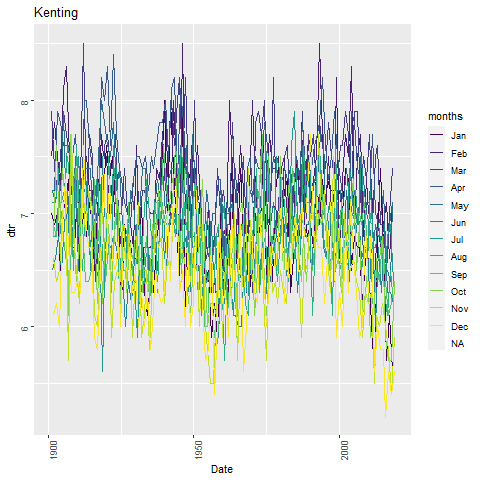 Kenting
8
7
6
dtr
1900
1950
2000
Date
months
Jan
Feb
Mar
Apr
May
Jun
Jul
Aug
Sep
Oct
Nov
Dec
NA